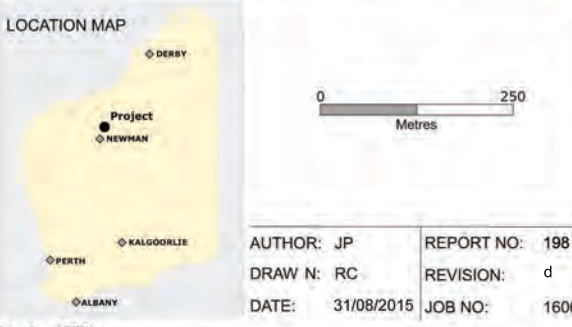 LOCATION MAP
DERBY
Project
NEWMAN
KALGOORLIE
PERTH
ALBANY
0 250
Metres
AUTHOR: JP REPORT NO: 198
DRAW N: RC REVISION: d
DATE: 31/08/2015 JOB NO: